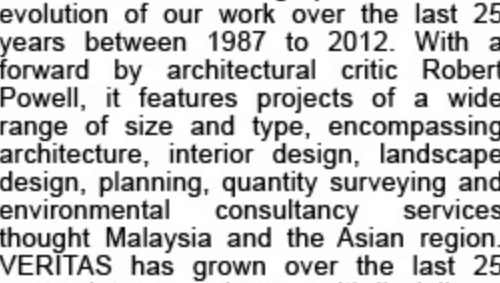 evolution of our work over the last 25
years between 1987 to 2012. With a
forward by architectural critic Robert
Powell, it features projects of a wide
range of size and type, encompassing
architecture, interior design, landscape
design, planning, quantity surveying and
environmental consultancy services
thought Malaysia and the Asian region.
VERITAS has grown over the last 25